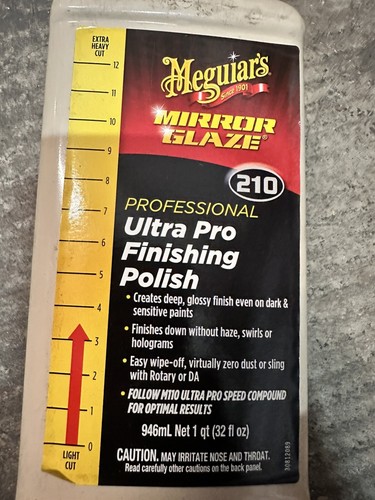 EXTRA
HEAVY
CUT
12
11
10
9
8
7
6
5
4
3
2
1
0
LIGHT
CUT
Meguiar's
SINCE 1901
MIRROR
GLAZE®
210
PROFESSIONAL
Ultra Pro
Finishing
Polish
• Creates deep, glossy finish even on dark &
sensitive paints
• Finishes down without haze, swirls or
holograms
• Easy wipe-off, virtually zero dust or sling
with Rotary or DA
• FOLLOW M110 ULTRA PRO SPEED COMPOUND
FOR OPTIMAL RESULTS
946mL Net 1 qt (32 fl oz)
CAUTION. MAY IRRITATE NOSE AND THROAT.
Read carefully other cautions on the back panel.